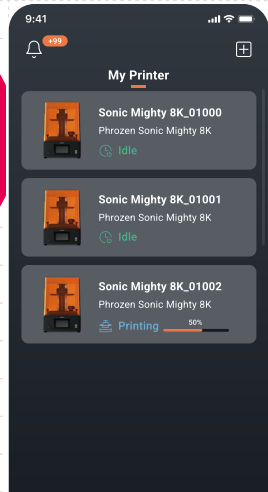 9:41
+99
My Printer
Sonic Mighty 8K_01000
Phrozen Sonic Mighty 8K
Idle
Sonic Mighty 8K_01001
Phrozen Sonic Mighty 8K
Idle
Sonic Mighty 8K_01002
Phrozen Sonic Mighty 8K
Printing 50%